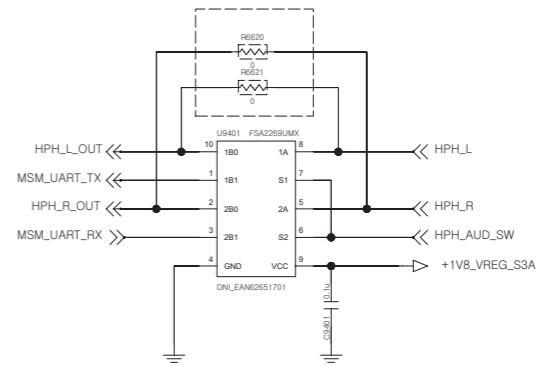 R6620
0
R6621
0
U9401 FSA2269UMX
HPH_L_OUT 10 1B0 1A 8 HPH_L
MSM_UART_TX 1 1B1 S1 7
HPH_R_OUT 2 2B0 2A 5 HPH_R
MSM_UART_RX 3 2B1 S2 6 HPH_AUD_SW
4 GND VCC 9 +1V8_VREG_S3A
DNI_EAN62651701
C9401 0.1u